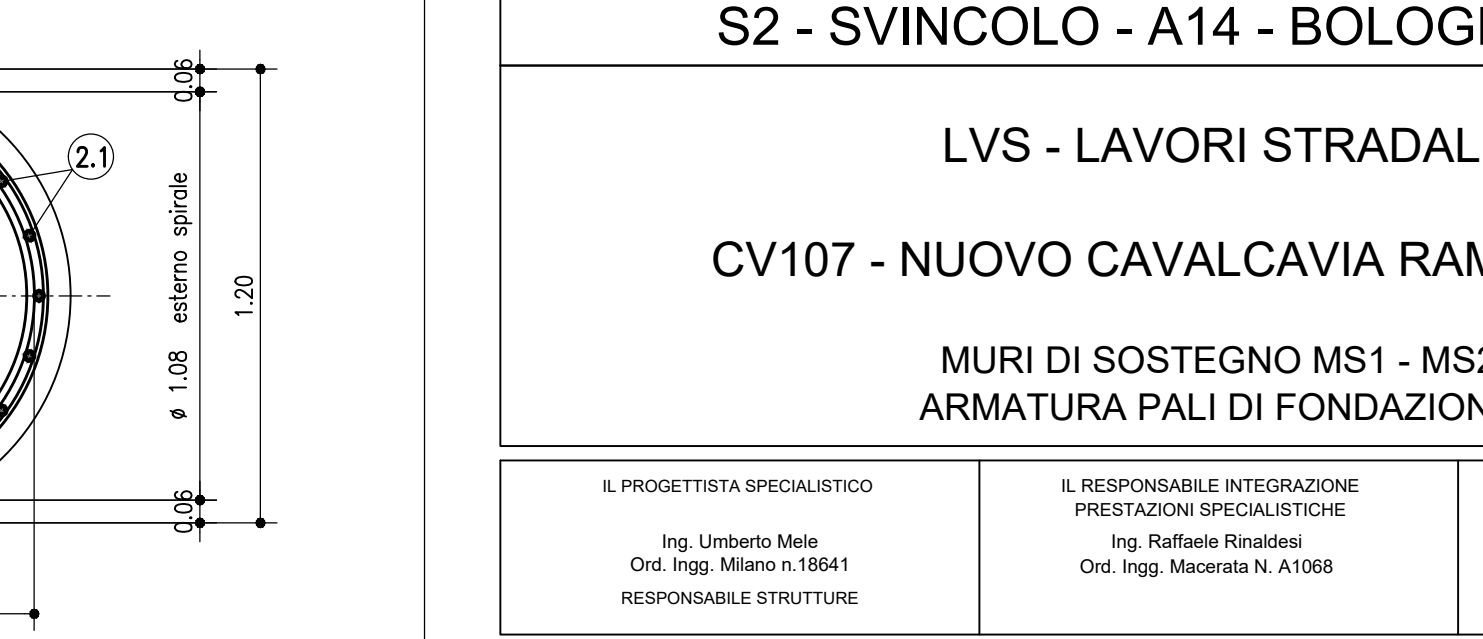 0.06
2.1
ø 1.08 esterno spirale
1.20
0.06
S2 - SVINCOLO - A14 - BOLOG
LVS - LAVORI STRADAL
CV107 - NUOVO CAVALCAVIA RA
MURI DI SOSTEGNO MS1 - MS2
ARMATURA PALI DI FONDAZION
IL PROGETTISTA SPECIALISTICO
Ing. Umberto Mele
Ord. Ingg. Milano n.18641
RESPONSABILE STRUTTURE
IL RESPONSABILE INTEGRAZIONE
PRESTAZIONI SPECIALISTICHE
Ing. Raffaele Rinaldesi
Ord. Ingg. Macerata N. A1068